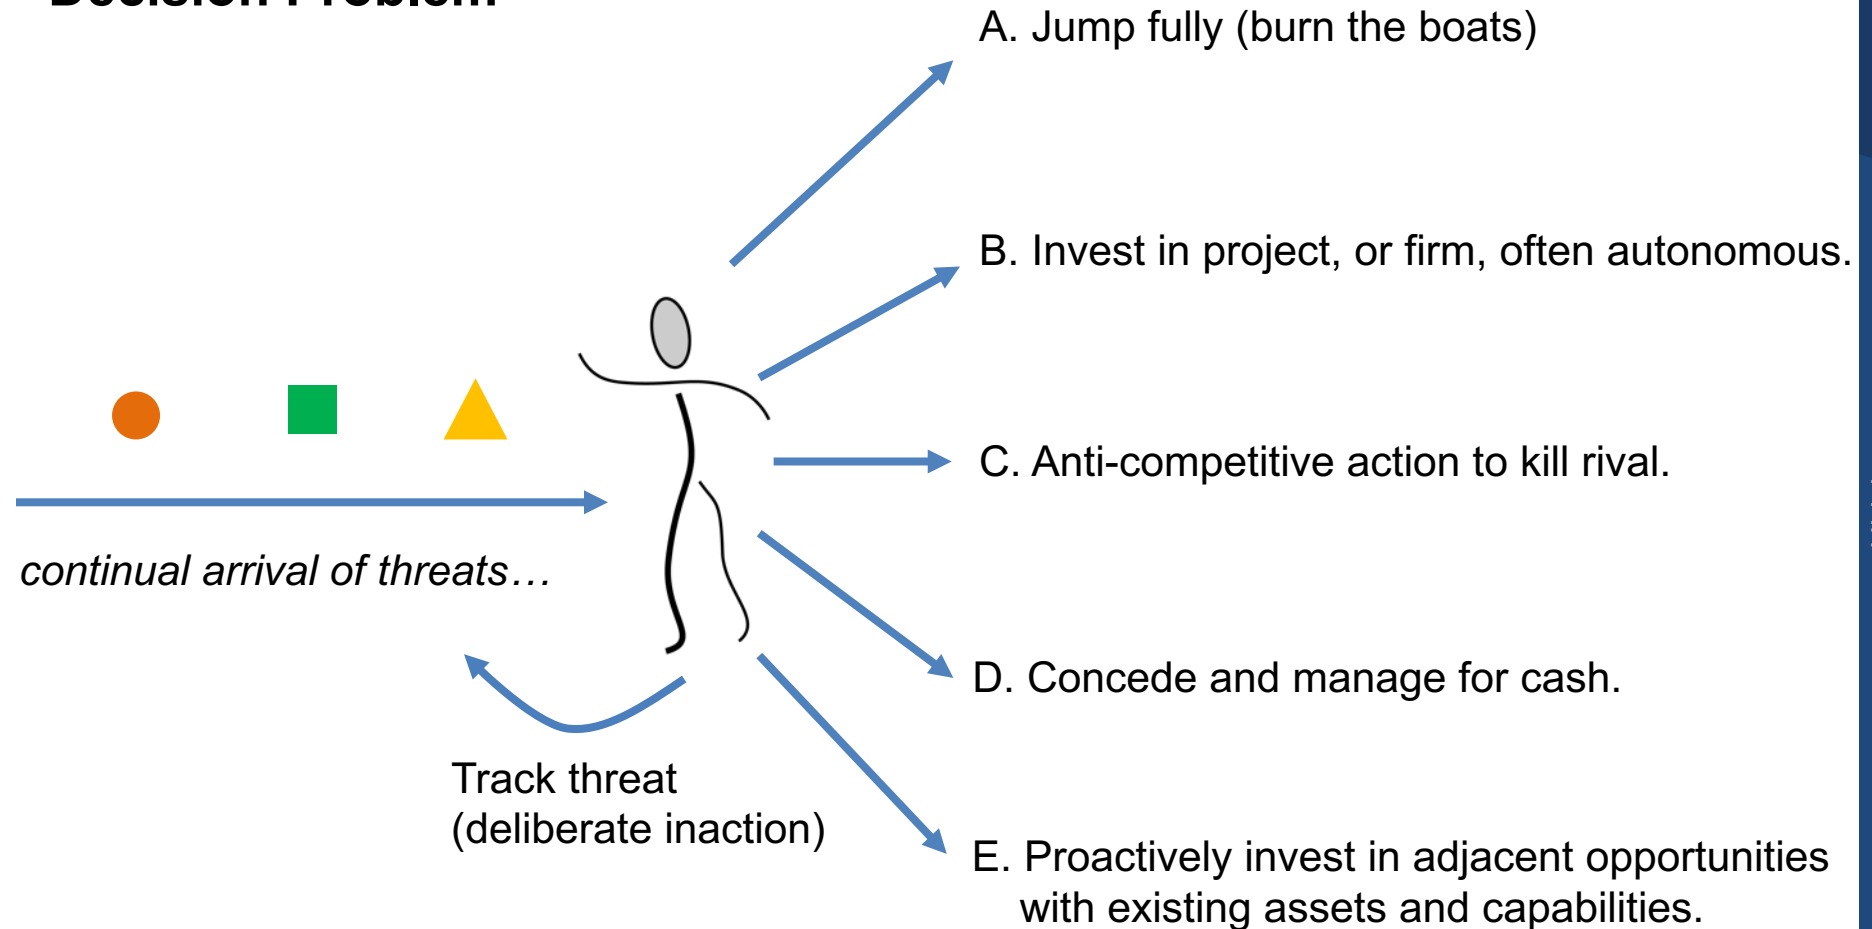 Decision Problem
A. Jump fully (burn the boats)
B. Invest in project, or firm, often autonomous.
C. Anti-competitive action to kill rival.
continual arrival of threats…
D. Concede and manage for cash.
Track threat
(deliberate inaction)
E. Proactively invest in adjacent opportunities
with existing assets and capabilities.